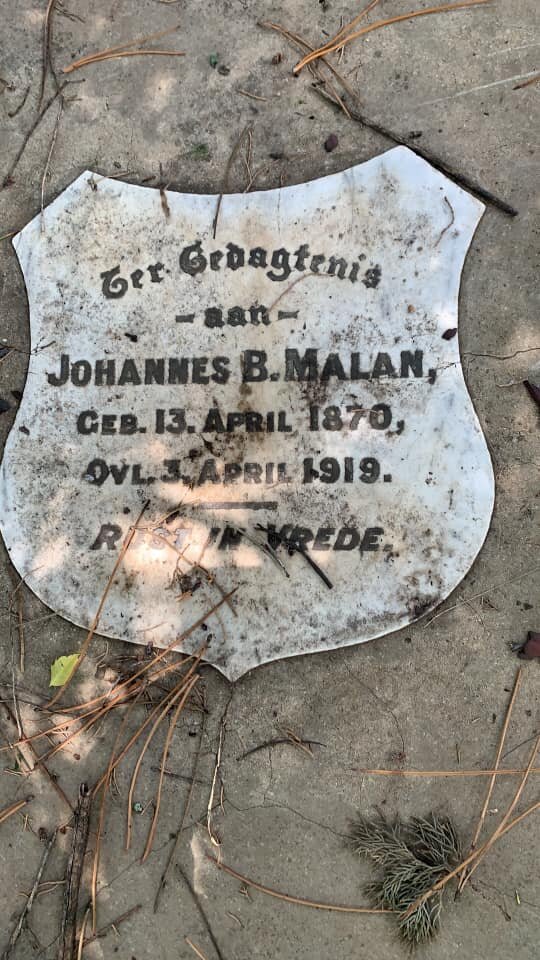 Ter Gedagtenis
- aan -
JOHANNES B. MALAN,
GEB. 13. APRIL 1870,
OVL. 3. APRIL 1919.
RUST IN VREDE.